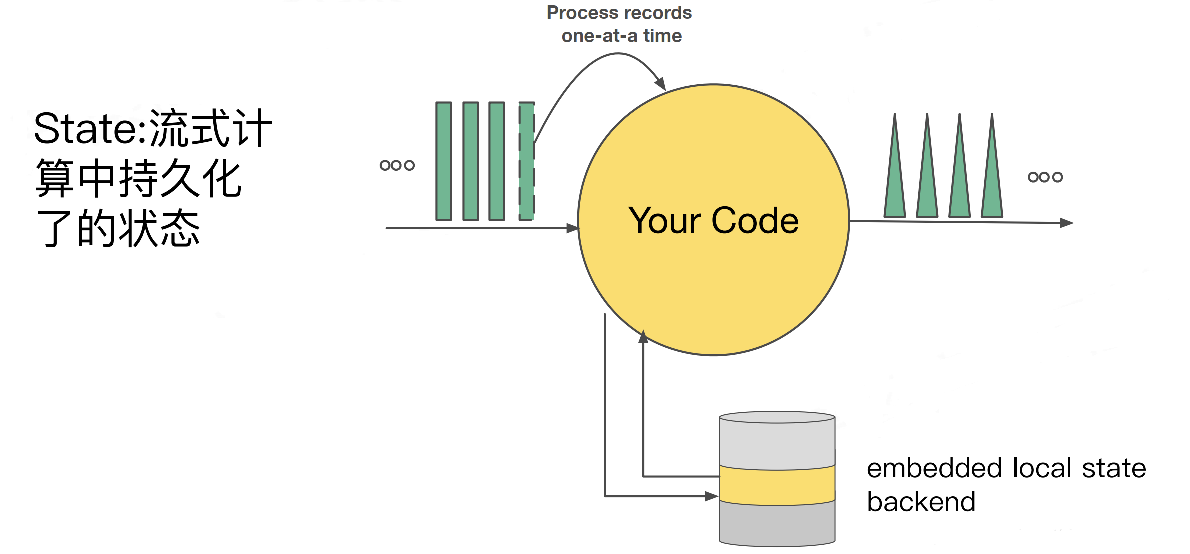 Process records
one-at-a time
State:流式计
算中持久化
了的状态
Your Code
embedded local state
backend